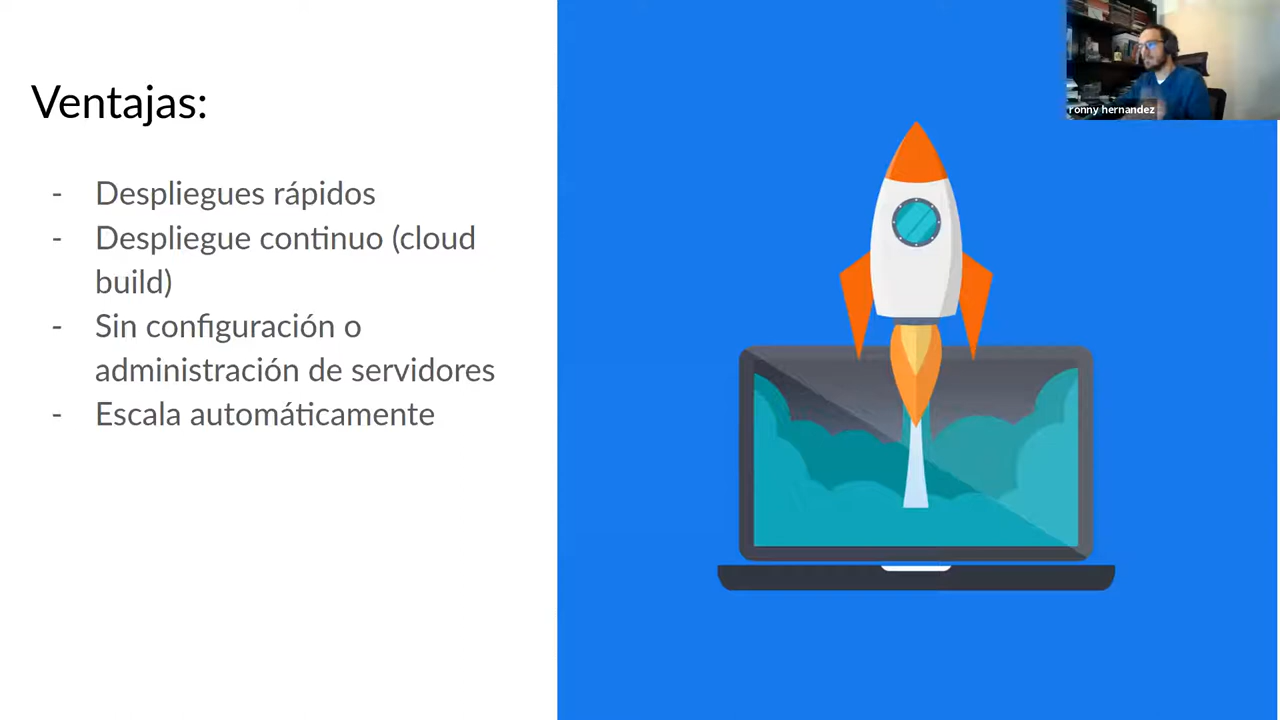 Ventajas:
- Despliegues rápidos
- Despliegue continuo (cloud
build)
- Sin configuración o
administración de servidores
- Escala automáticamente
ronny hernandez